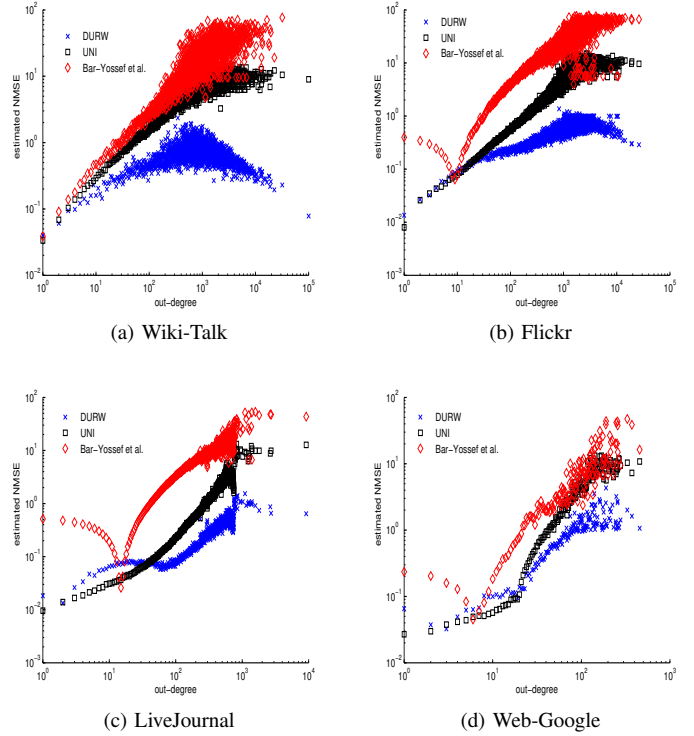 DURW
UNI
Bar-Yossef et al.
estimated NMSE
10^2
10^1
10^0
10^-1
10^-2
10^0 10^1 10^2 10^3 10^4 10^5
out-degree
(a) Wiki-Talk
DURW
UNI
Bar-Yossef et al.
estimated NMSE
10^2
10^1
10^0
10^-1
10^-2
10^-3
10^0 10^1 10^2 10^3 10^4 10^5
out-degree
(b) Flickr
DURW
UNI
Bar-Yossef et al.
estimated NMSE
10^2
10^1
10^0
10^-1
10^-2
10^-3
10^0 10^1 10^2 10^3 10^4
out-degree
(c) LiveJournal
DURW
UNI
Bar-Yossef et al.
estimated NMSE
10^2
10^1
10^0
10^-1
10^-2
10^0 10^1 10^2 10^3
out-degree
(d) Web-Google